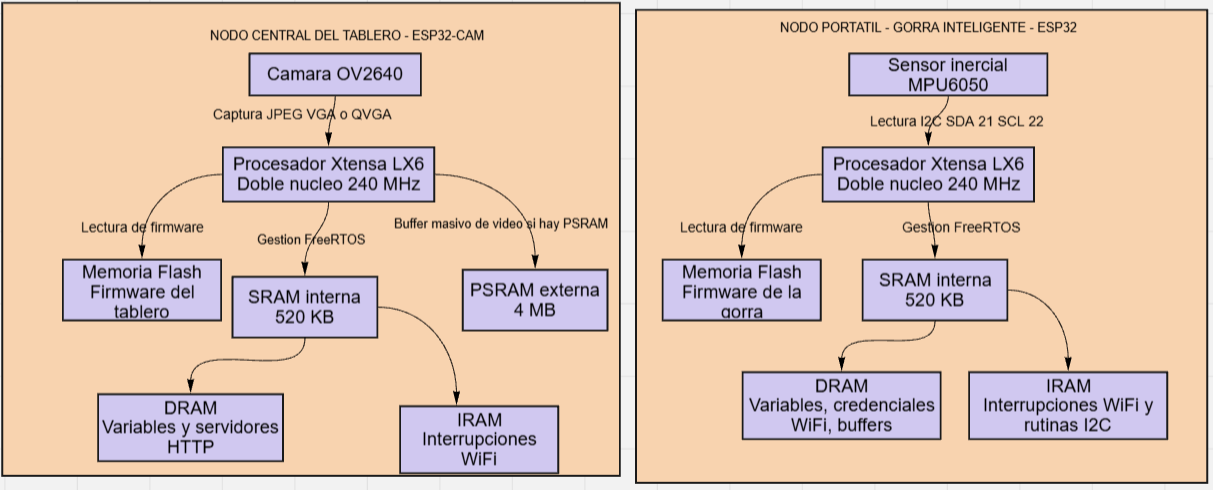 NODO CENTRAL DEL TABLERO - ESP32-CAM
Camara OV2640
Captura JPEG VGA o QVGA
Procesador Xtensa LX6
Doble nucleo 240 MHz
Lectura de firmware
Gestion FreeRTOS
Buffer masivo de video si hay PSRAM
Memoria Flash
Firmware del
tablero
SRAM interna
520 KB
PSRAM externa
4 MB
DRAM
Variables y servidores
HTTP
IRAM
Interrupciones
WiFi
NODO PORTATIL - GORRA INTELIGENTE - ESP32
Sensor inercial
MPU6050
Lectura I2C SDA 21 SCL 22
Procesador Xtensa LX6
Doble nucleo 240 MHz
Lectura de firmware
Gestion FreeRTOS
Memoria Flash
Firmware de la
gorra
SRAM interna
520 KB
DRAM
Variables, credenciales
WiFi, buffers
IRAM
Interrupciones WiFi y
rutinas I2C